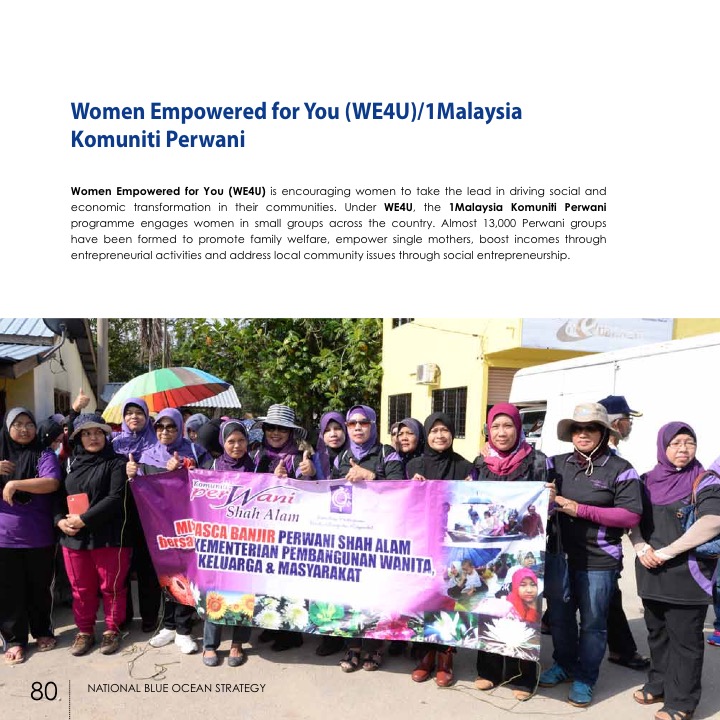 Women Empowered for You (WE4U)/1Malaysia
Komuniti Perwani
Women Empowered for You (WE4U) is encouraging women to take the lead in driving social and
economic transformation in their communities. Under WE4U, the 1Malaysia Komuniti Perwani
programme engages women in small groups across the country. Almost 13,000 Perwani groups
have been formed to promote family welfare, empower single mothers, boost incomes through
entrepreneurial activities and address local community issues through social entrepreneurship.
Komuniti
perWani
Shah Alam
PASCA BANJIR PERWANI SHAH ALAM
bersa KEMENTERIAN PEMBANGUNAN WANITA,
KELUARGA & MASYARAKAT
80
NATIONAL BLUE OCEAN STRATEGY